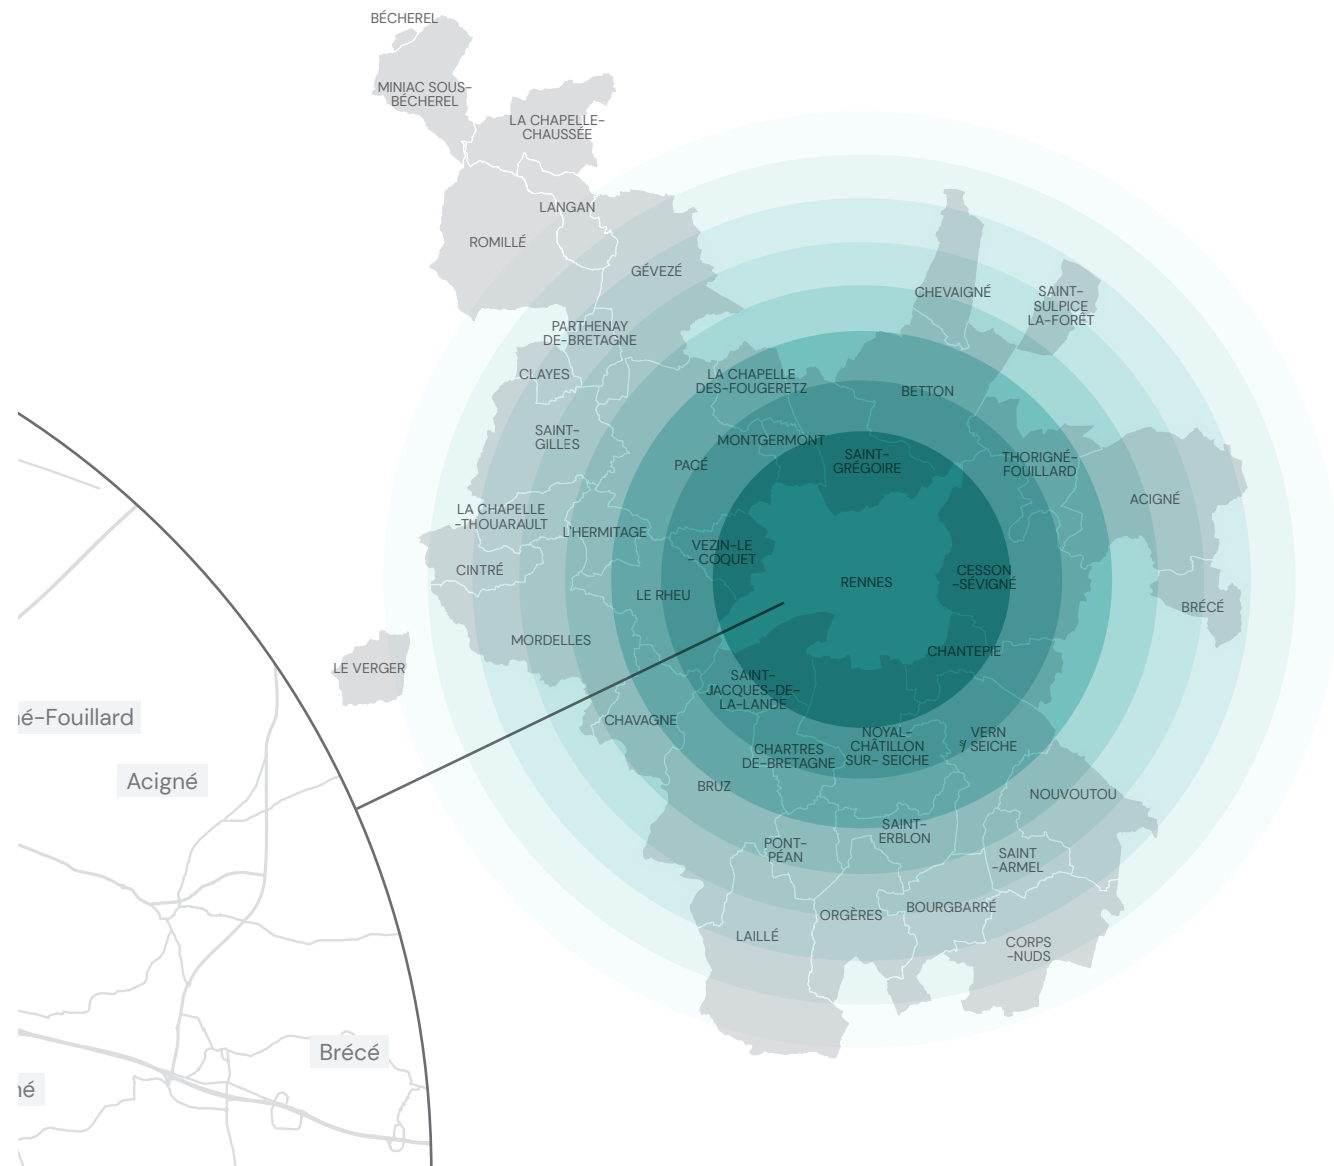 BÉCHEREL
MINIAC SOUS-
BÉCHEREL
LA CHAPELLE-
CHAUSSÉE
LANGAN
ROMILLÉ
GÉVEZÉ
CHEVAIGNÉ
SAINT-
SULPICE
LA-FORÊT
PARTHENAY
DE-BRETAGNE
CLAYES
LA CHAPELLE
DES-FOUGERETZ
BETTON
SAINT-
GILLES
MONTGERMONT
PACÉ
SAINT-
GRÉGOIRE
THORIGNÉ-
FOUILLARD
ACIGNÉ
LA CHAPELLE
-THOUARAULT
L'HERMITAGE
VEZIN-LE
- COQUET
CINTRÉ
LE RHEU
RENNES
CESSON
-SÉVIGNÉ
BRÉCÉ
MORDELLES
CHANTEPIE
LE VERGER
SAINT-
JACQUES-DE-
LA-LANDE
CHAVAGNE
NOYAL-
CHÂTILLON
SUR- SEICHE
VERN
S/ SEICHE
CHARTRES
DE-BRETAGNE
BRUZ
NOUVOUTOU
SAINT-
ERBLON
PONT-
PÉAN
SAINT
-ARMEL
ORGÈRES
BOURGBARRÉ
LAILLÉ
CORPS
-NUDS
né-Fouillard
Acigné
Brécé
né